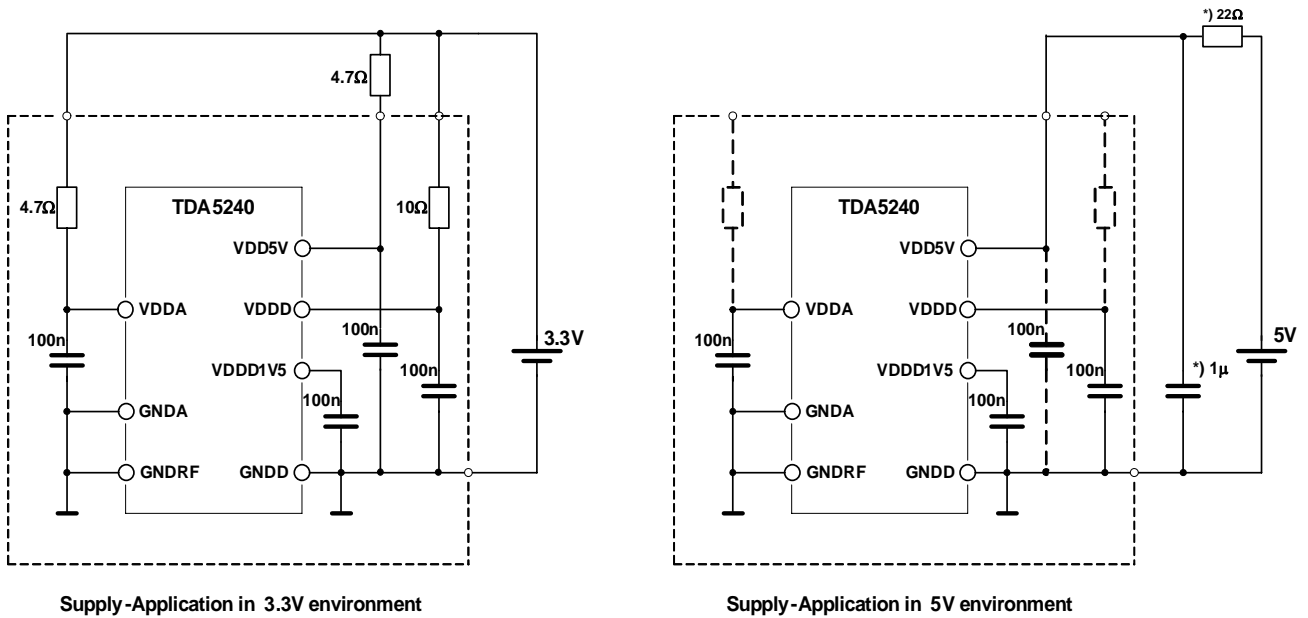 4.7Ω
4.7Ω
10Ω
TDA5240
VDD5V
VDDA
VDDD
100n
100n
VDDD1V5
100n
100n
GNDA
GNDRF
GNDD
3.3V
Supply-Application in 3.3V environment
*) 22Ω
TDA5240
VDD5V
VDDA
VDDD
100n
100n
VDDD1V5
100n
100n
GNDA
GNDRF
GNDD
*) 1µ
5V
Supply-Application in 5V environment